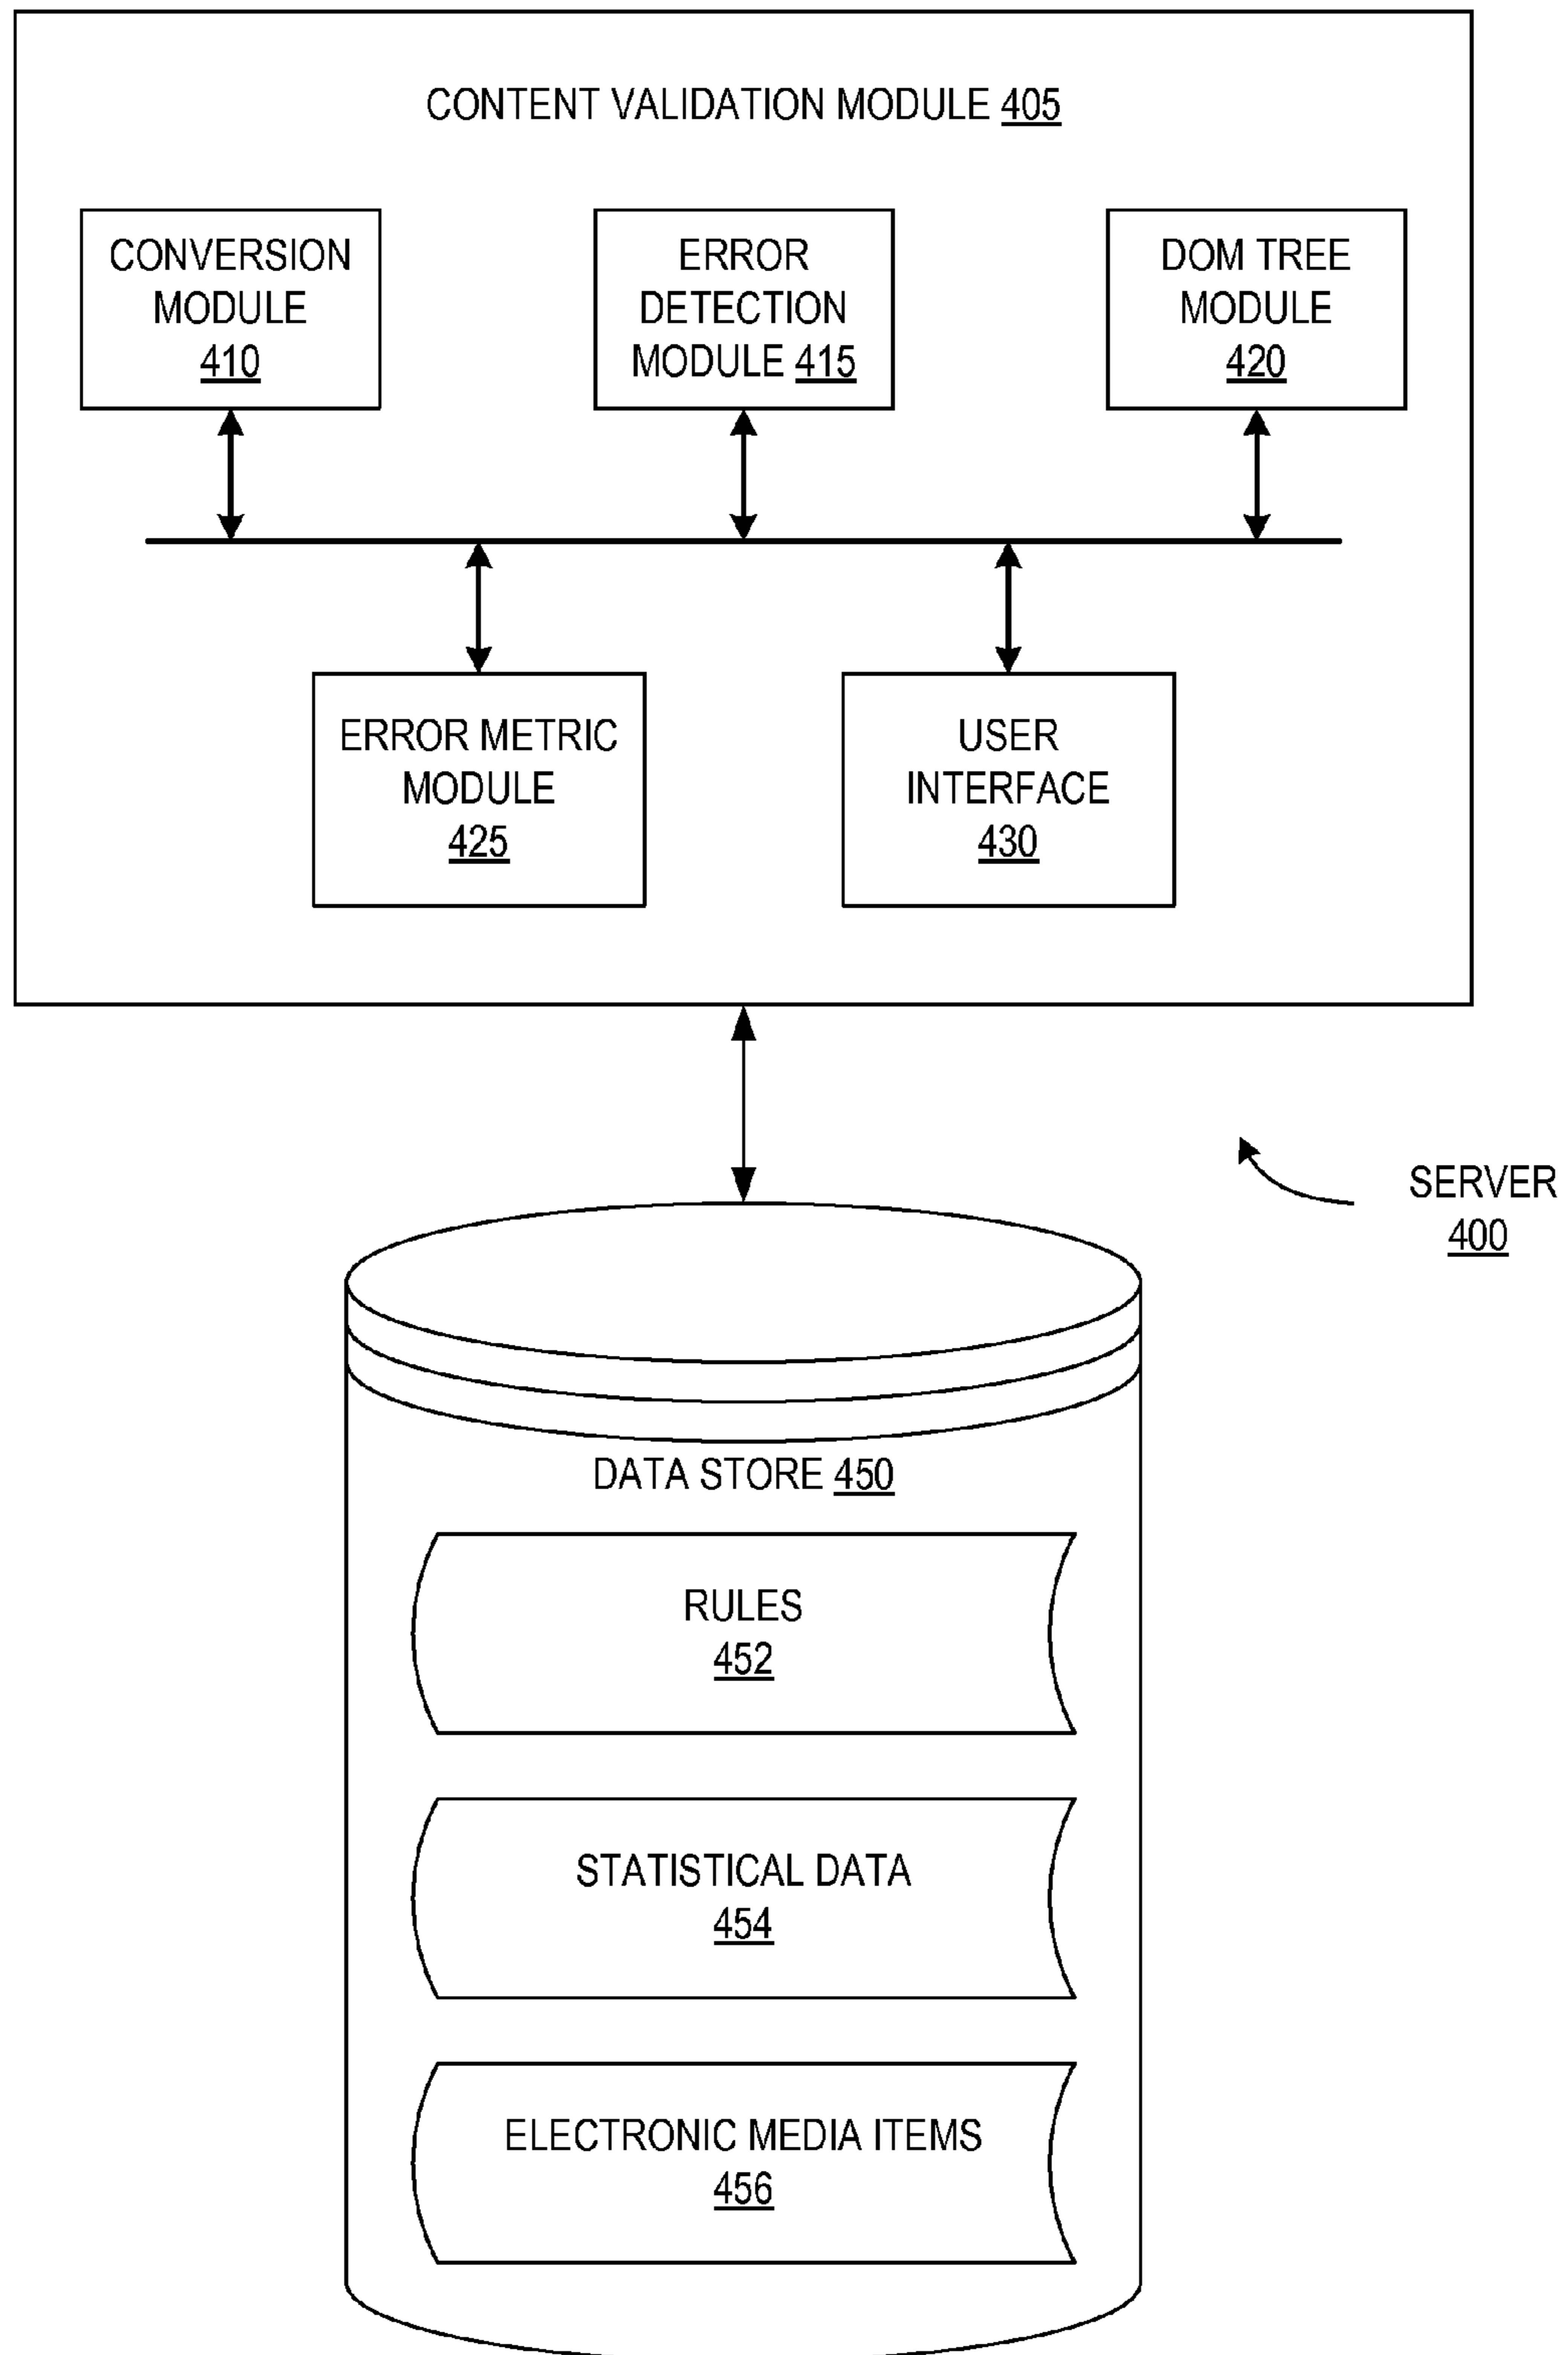 CONTENT VALIDATION MODULE 405
CONVERSION
MODULE
410
ERROR
DETECTION
MODULE 415
DOM TREE
MODULE
420
ERROR METRIC
MODULE
425
USER
INTERFACE
430
SERVER
400
DATA STORE 450
RULES
452
STATISTICAL DATA
454
ELECTRONIC MEDIA ITEMS
456